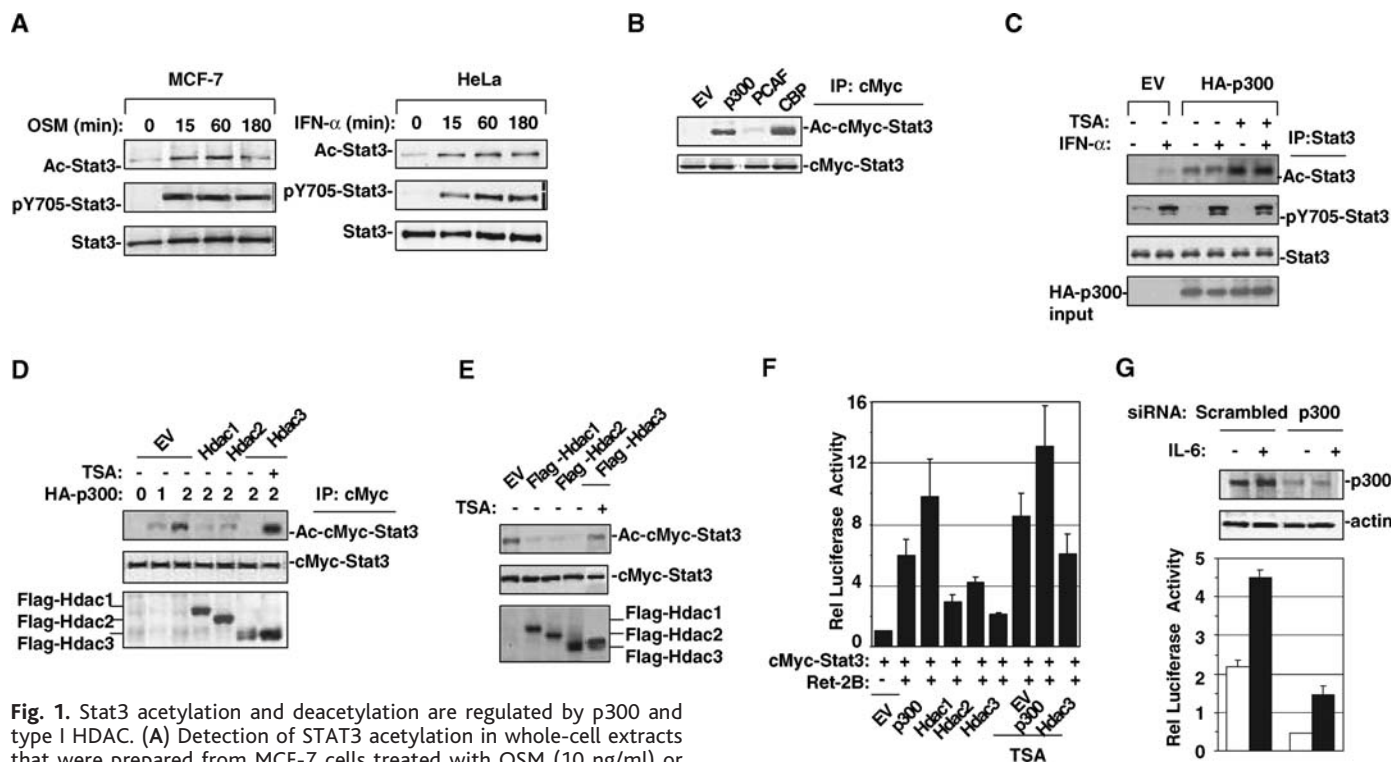 A
MCF-7
OSM (min): 0 15 60 180
Ac-Stat3-
pY705-Stat3-
Stat3-
HeLa
IFN-α (min): 0 15 60 180
Ac-Stat3-
pY705-Stat3-
Stat3-
B
EV p300 PCAF CBP IP: cMyc
-Ac-cMyc-Stat3
-cMyc-Stat3
C
EV HA-p300
TSA: - - - - + +
IFN-α: - + - + - + IP:Stat3
-Ac-Stat3
-pY705-Stat3
-Stat3
HA-p300-
input
D
EV Hdac1 Hdac2 Hdac3
TSA: - - - - - - +
HA-p300: 0 1 2 2 2 2 2 IP: cMyc
-Ac-cMyc-Stat3
-cMyc-Stat3
Flag-Hdac1
Flag-Hdac2
Flag-Hdac3
E
EV Flag-Hdac1 Flag-Hdac2 Flag-Hdac3
TSA: - - - - +
-Ac-cMyc-Stat3
-cMyc-Stat3
Flag-Hdac1
Flag-Hdac2
Flag-Hdac3
F
Rel Luciferase Activity
16
12
8
4
0
cMyc-Stat3: + + + + + + + + +
Ret-2B: - + + + + + + + +
EV p300 Hdac1 Hdac2 Hdac3 EV p300 Hdac3
TSA
G
siRNA: Scrambled p300
IL-6: - + - +
-p300
-actin
Rel Luciferase Activity
5
4
3
2
1
0
Fig. 1. Stat3 acetylation and deacetylation are regulated by p300 and
type I HDAC. (A) Detection of STAT3 acetylation in whole-cell extracts
that were prepared from MCF-7 cells treated with OSM (10 ng/ml) or